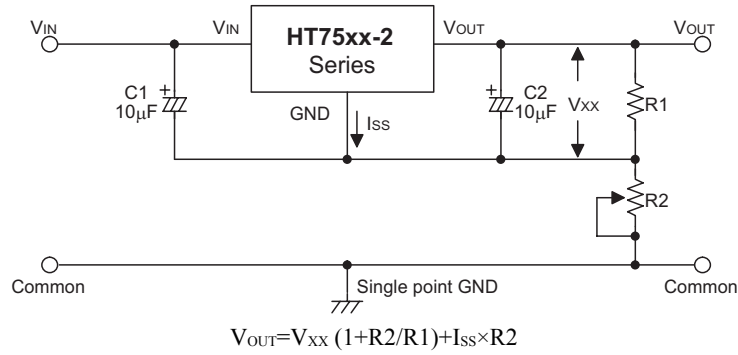 VIN VIN HT75xx-2 VOUT VOUT
Series
C1
10μF
GND
ISS
C2
10μF
VXX
R1
R2
Common
Single point GND
Common
VOUT=VXX (1+R2/R1)+ISS×R2